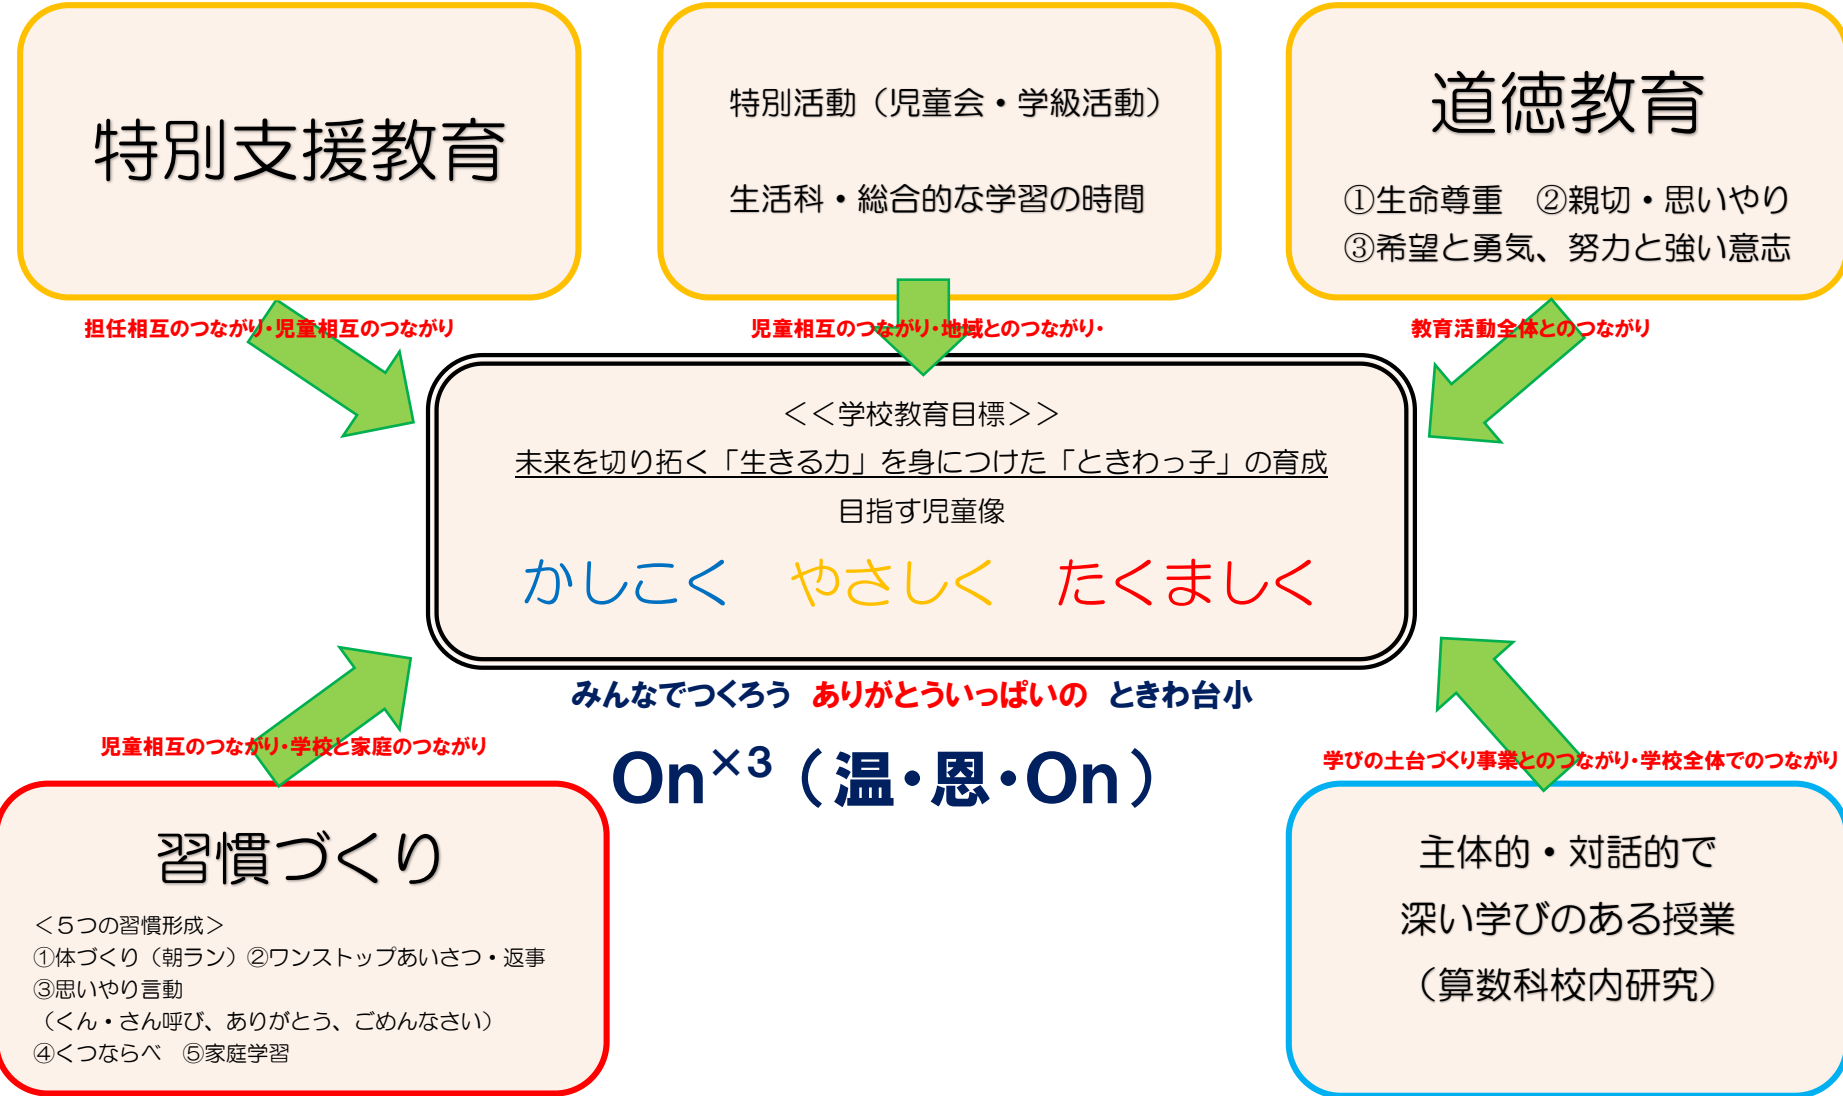 特別支援教育
特別活動（児童会・学級活動）
生活科・総合的な学習の時間
道徳教育
①生命尊重　②親切・思いやり
③希望と勇気、努力と強い意志
担任相互のつながり・児童相互のつながり
児童相互のつながり・地域とのつながり・
教育活動全体とのつながり
＜＜学校教育目標＞＞
未来を切り拓く「生きる力」を身につけた「ときわっ子」の育成
目指す児童像
かしこく　やさしく　たくましく
みんなでつくろう　ありがとういっぱいの　ときわ台小
On×3（温・恩・On）
児童相互のつながり・学校と家庭のつながり
習慣づくり
＜５つの習慣形成＞
①体づくり（朝ラン）②ワンストップあいさつ・返事
③思いやり言動
（くん・さん呼び、ありがとう、ごめんなさい）
④くつならべ　⑤家庭学習
学びの土台づくり事業とのつながり・学校全体でのつながり
主体的・対話的で
深い学びのある授業
（算数科校内研究）